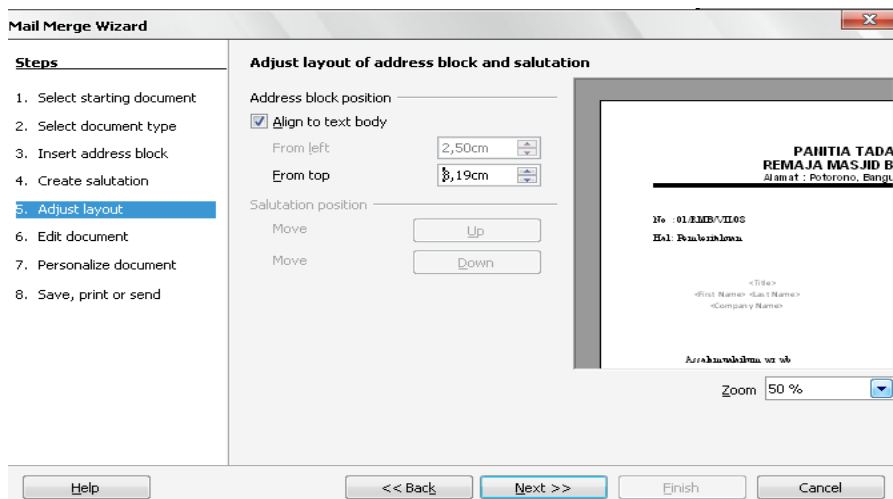 Mail Merge Wizard
X
Steps
1. Select starting document
2. Select document type
3. Insert address block
4. Create salutation
5. Adjust layout
6. Edit document
7. Personalize document
8. Save, print or send
Adjust layout of address block and salutation
Address block position
Align to text body
From left 2,50cm
From top 8,19cm
Salutation position
Move Up
Move Down
PANITIA TADA
REMAJA MASJID B
Alamat : Potorono, Bangu
No :01/RMB/VII.08
Hal: Pemberitahuan
<Title>
<First Name> <Last Name>
<Company Name>
Assalamualaikum wr wb
Zoom 50 %
Help
<< Back
Next >>
Finish
Cancel